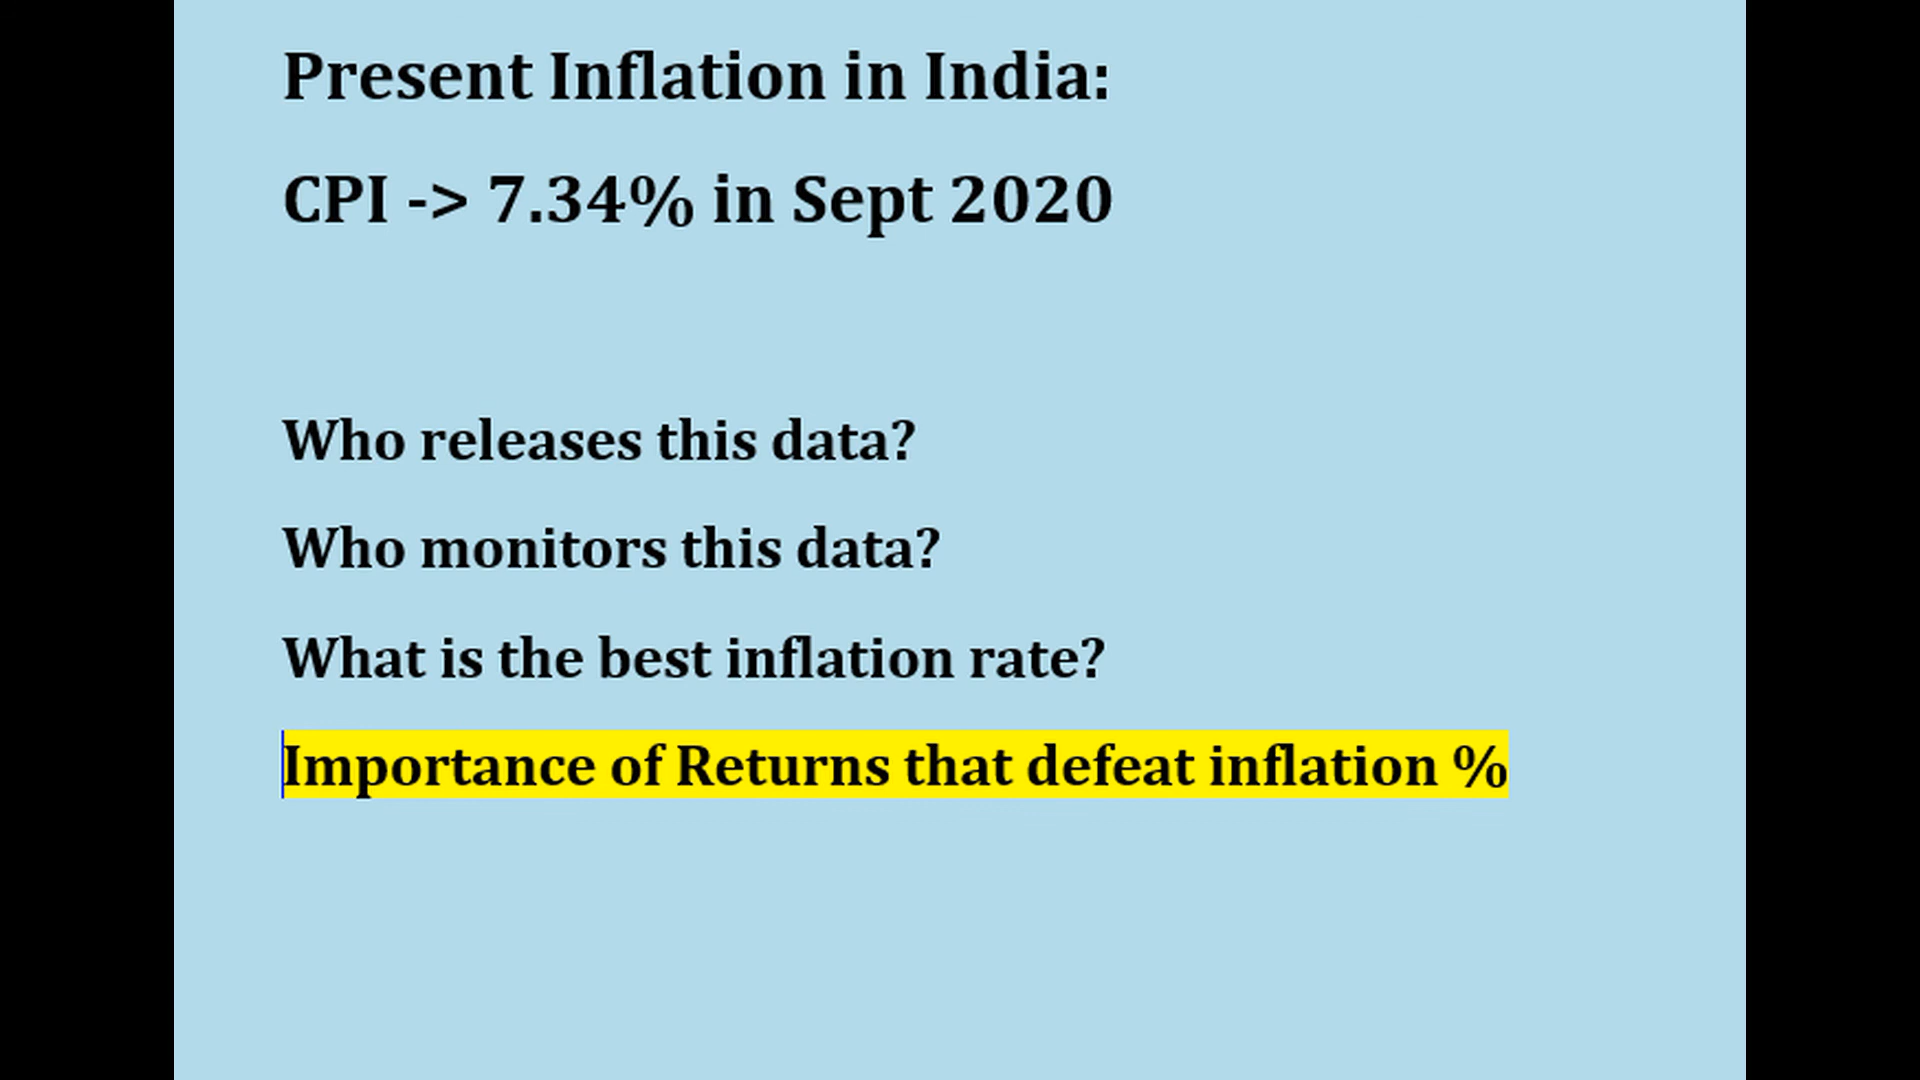 Present Inflation in India:
CPI -> 7.34% in Sept 2020
Who releases this data?
Who monitors this data?
What is the best inflation rate?
Importance of Returns that defeat inflation %